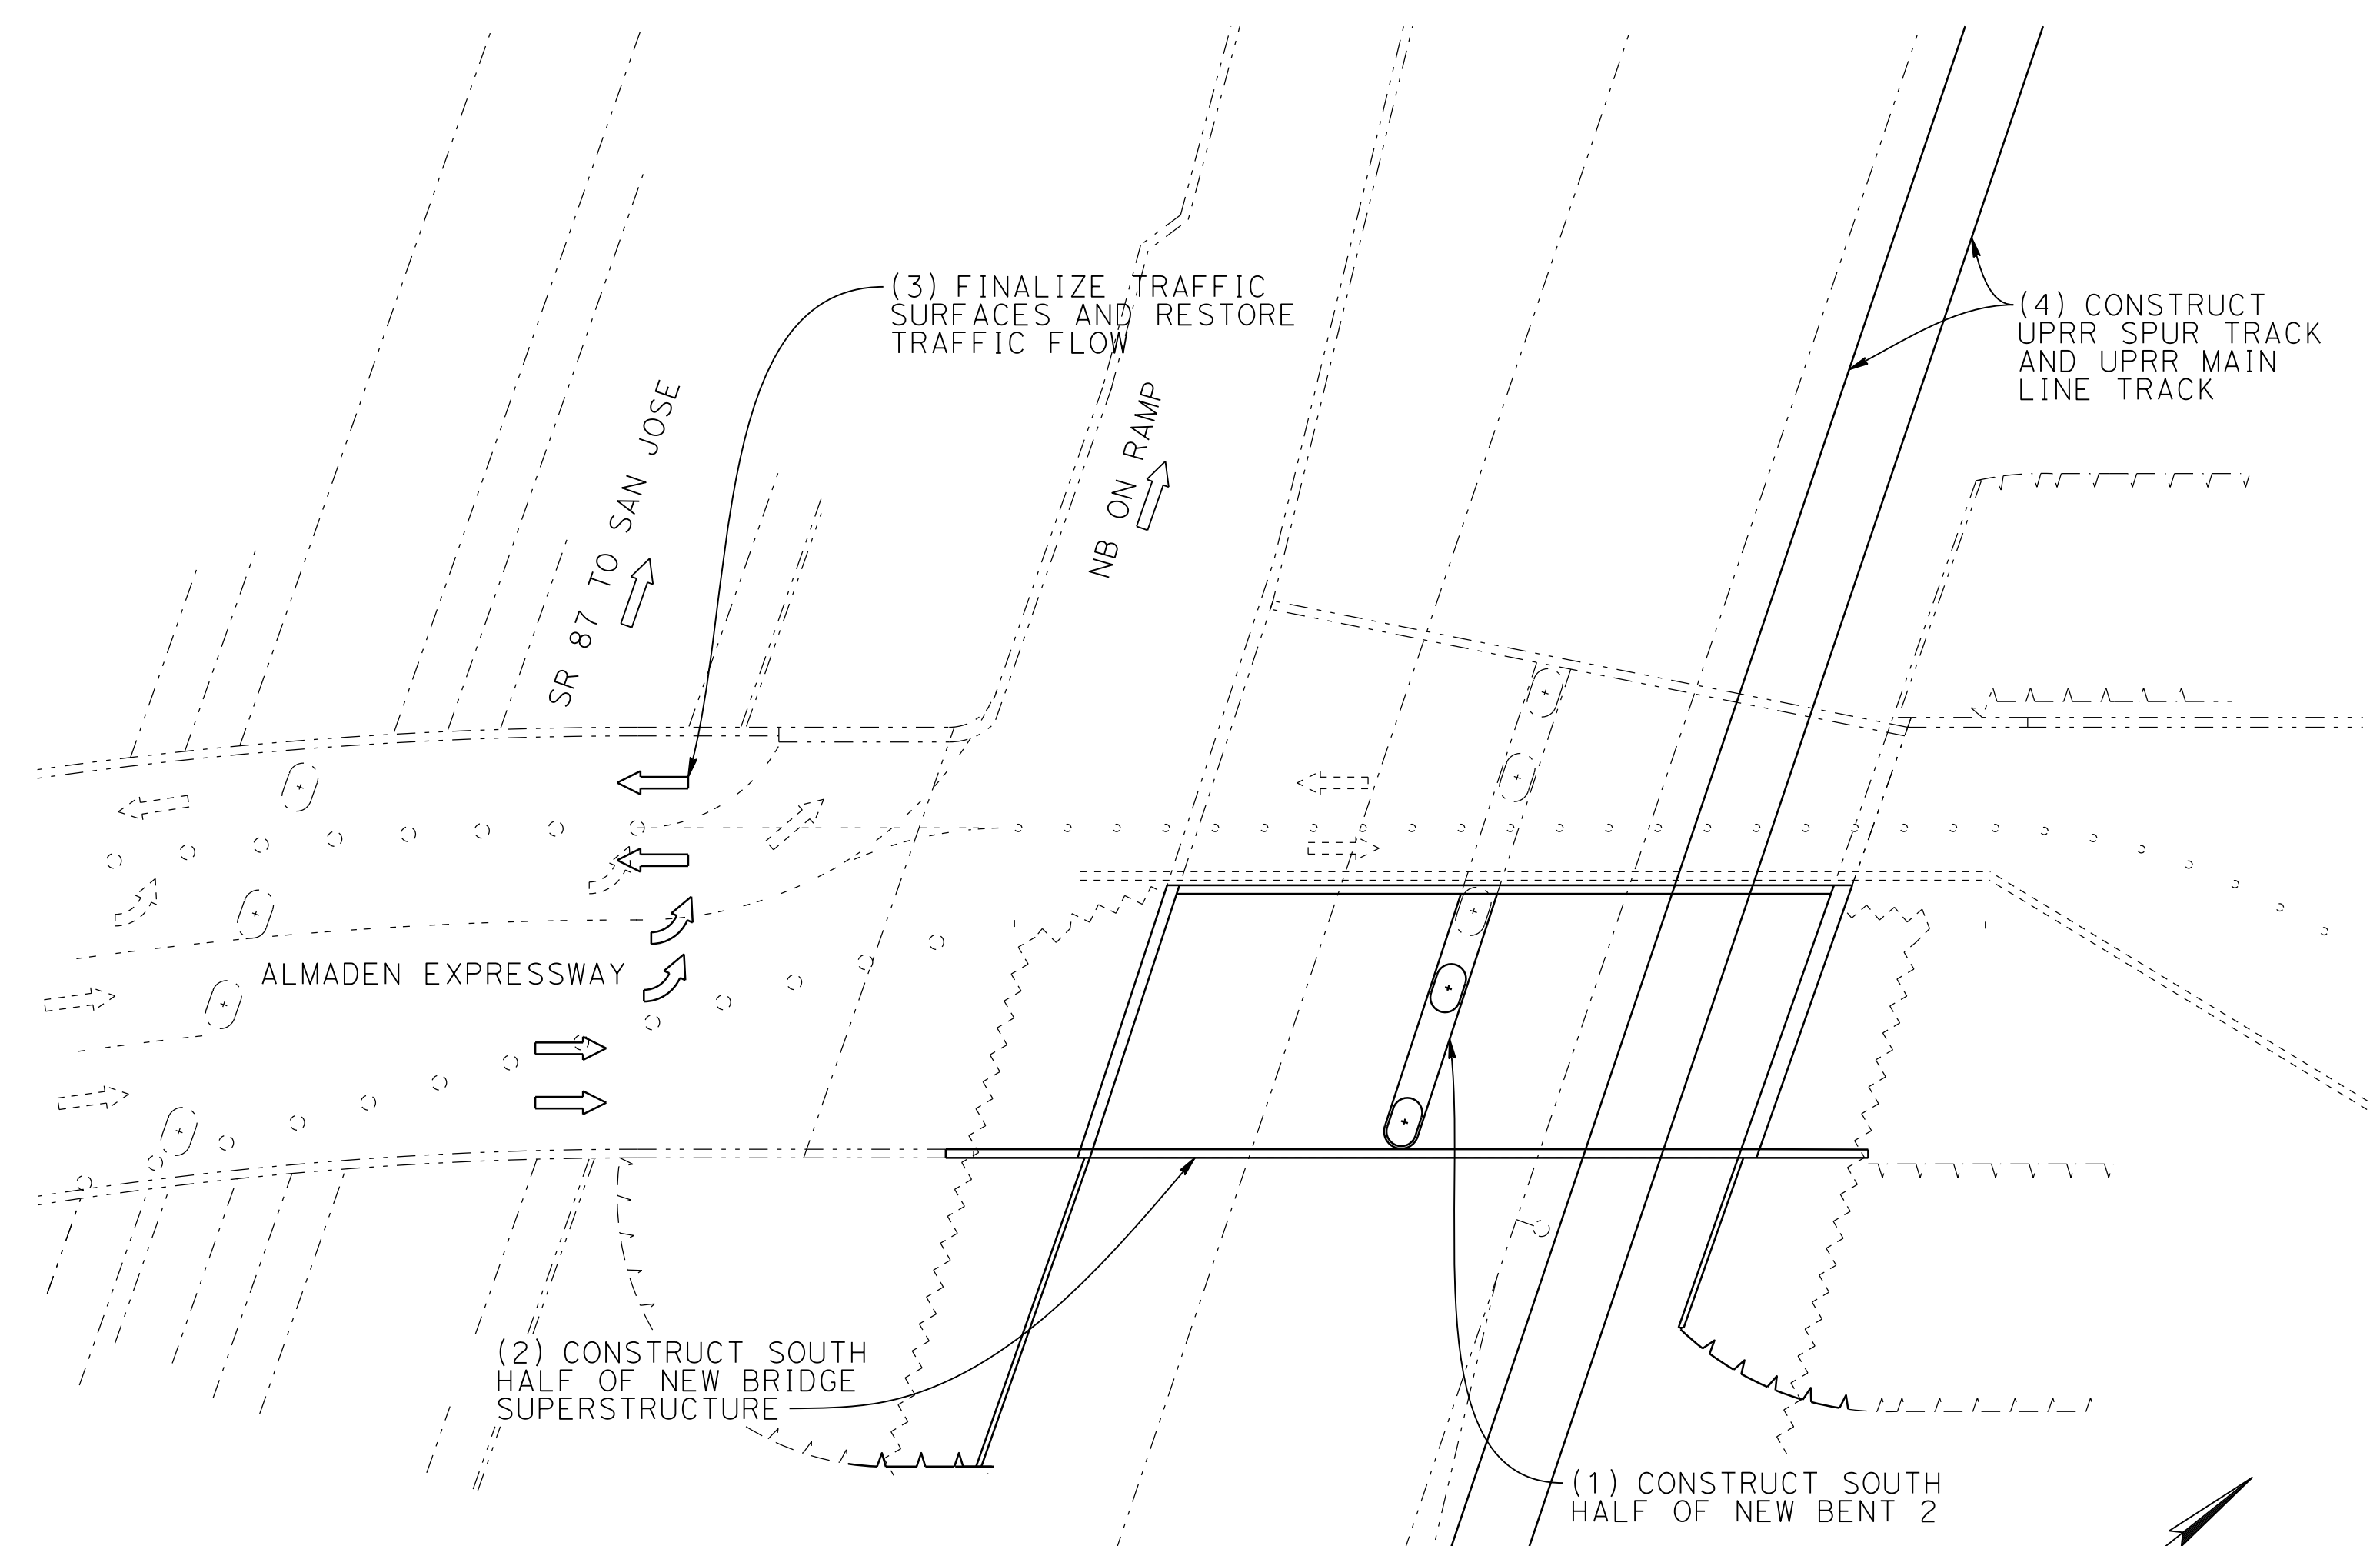 (3) FINALIZE TRAFFIC
SURFACES AND RESTORE
TRAFFIC FLOW
(4) CONSTRUCT
UPRR SPUR TRACK
AND UPRR MAIN
LINE TRACK
SR 87 TO SAN JOSE
NB ON RAMP
ALMADEN EXPRESSWAY
(2) CONSTRUCT SOUTH
HALF OF NEW BRIDGE
SUPERSTRUCTURE
(1) CONSTRUCT SOUTH
HALF OF NEW BENT 2